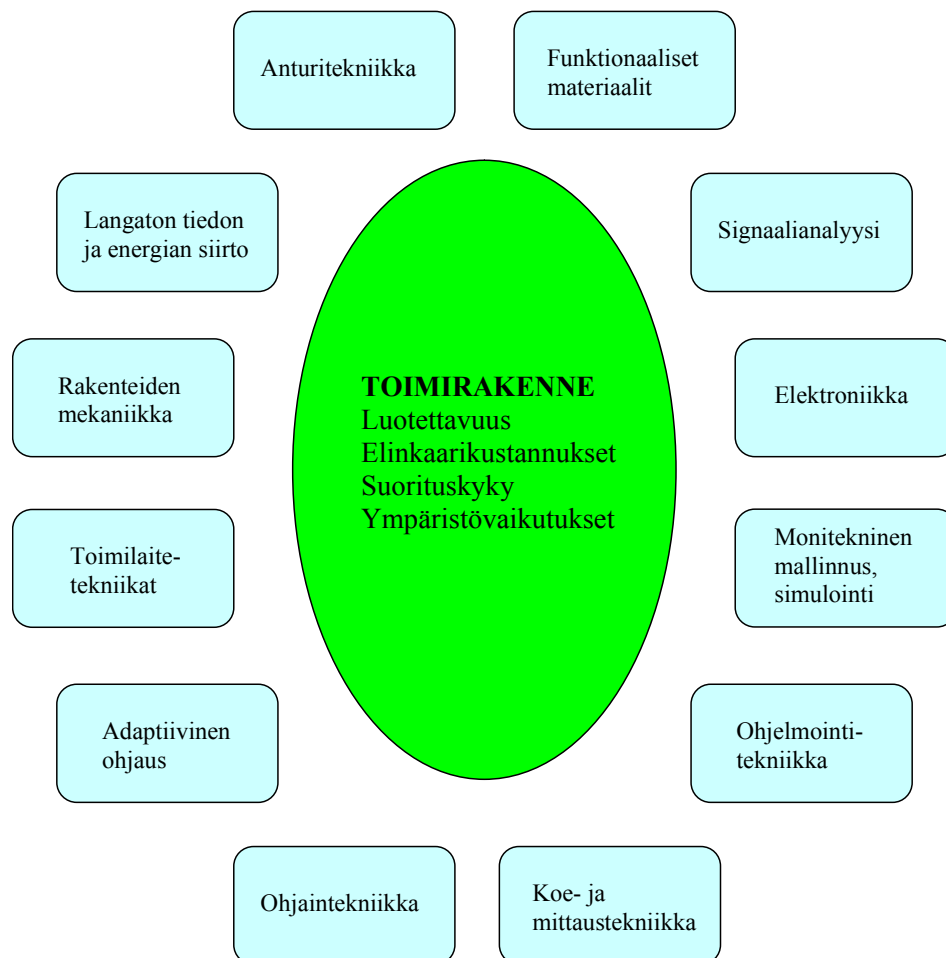 Anturitekniikka
Funktionaaliset
materiaalit
Langaton tiedon
ja energian siirto
Signaalianalyysi
Rakenteiden
mekaniikka
TOIMIRAKENNE
Luotettavuus
Elinkaarikustannukset
Suorituskyky
Ympäristövaikutukset
Elektroniikka
Toimilaite-
tekniikat
Monitekninen
mallinnus,
simulointi
Adaptiivinen
ohjaus
Ohjelmointi-
tekniikka
Ohjaintekniikka
Koe- ja
mittaustekniikka